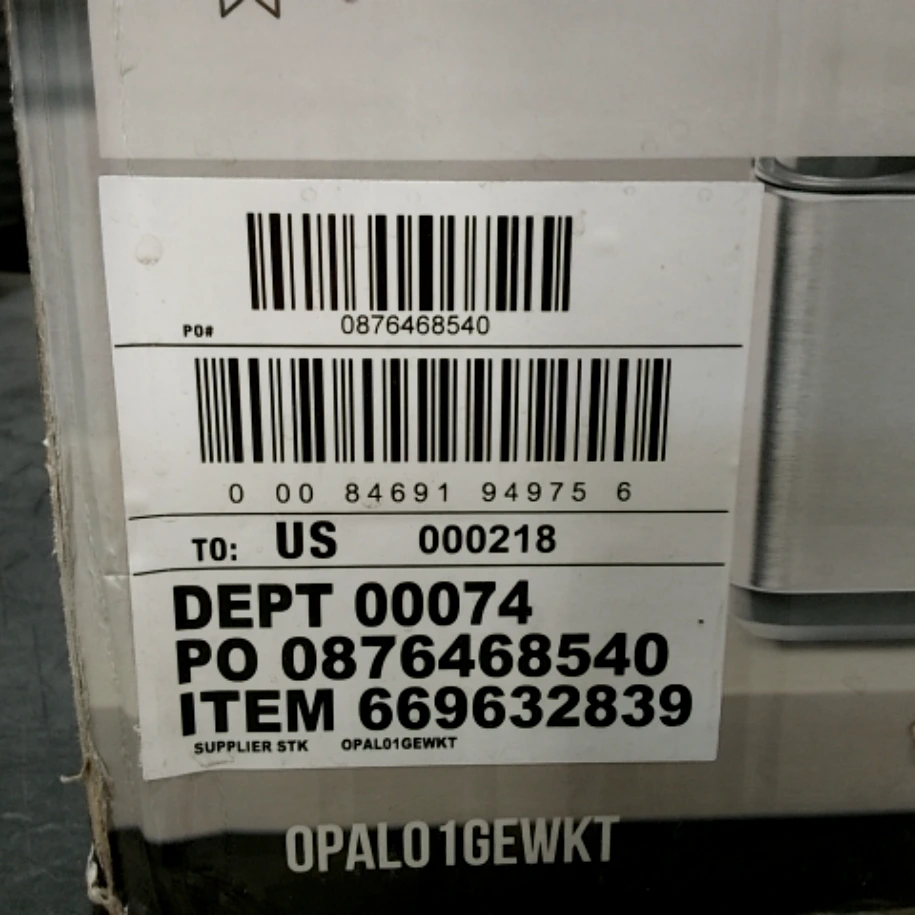 0876468540
PO#
0 00 84691 94975 6
TO: US 000218
DEPT 00074
PO 0876468540
ITEM 669632839
SUPPLIER STK OPAL01GEWKT
OPAL01GEWKT